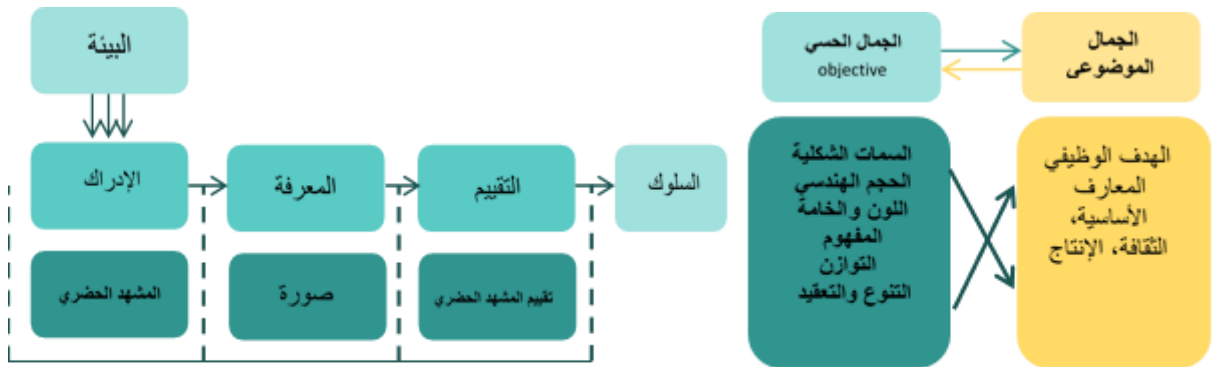 البيئة
الإدراك
المعرفة
التقييم
السلوك
المشهد الحضري
صورة
تقييم المشهد الحضري
الجمال الحسي
objective
الجمال
الموضوعى
السمات الشكلية
الحجم الهندسي
اللون والخامة
المفهوم
التوازن
التنوع والتعقيد
الهدف الوظيفي
المعارف
الأساسية،
الثقافة، الإنتاج